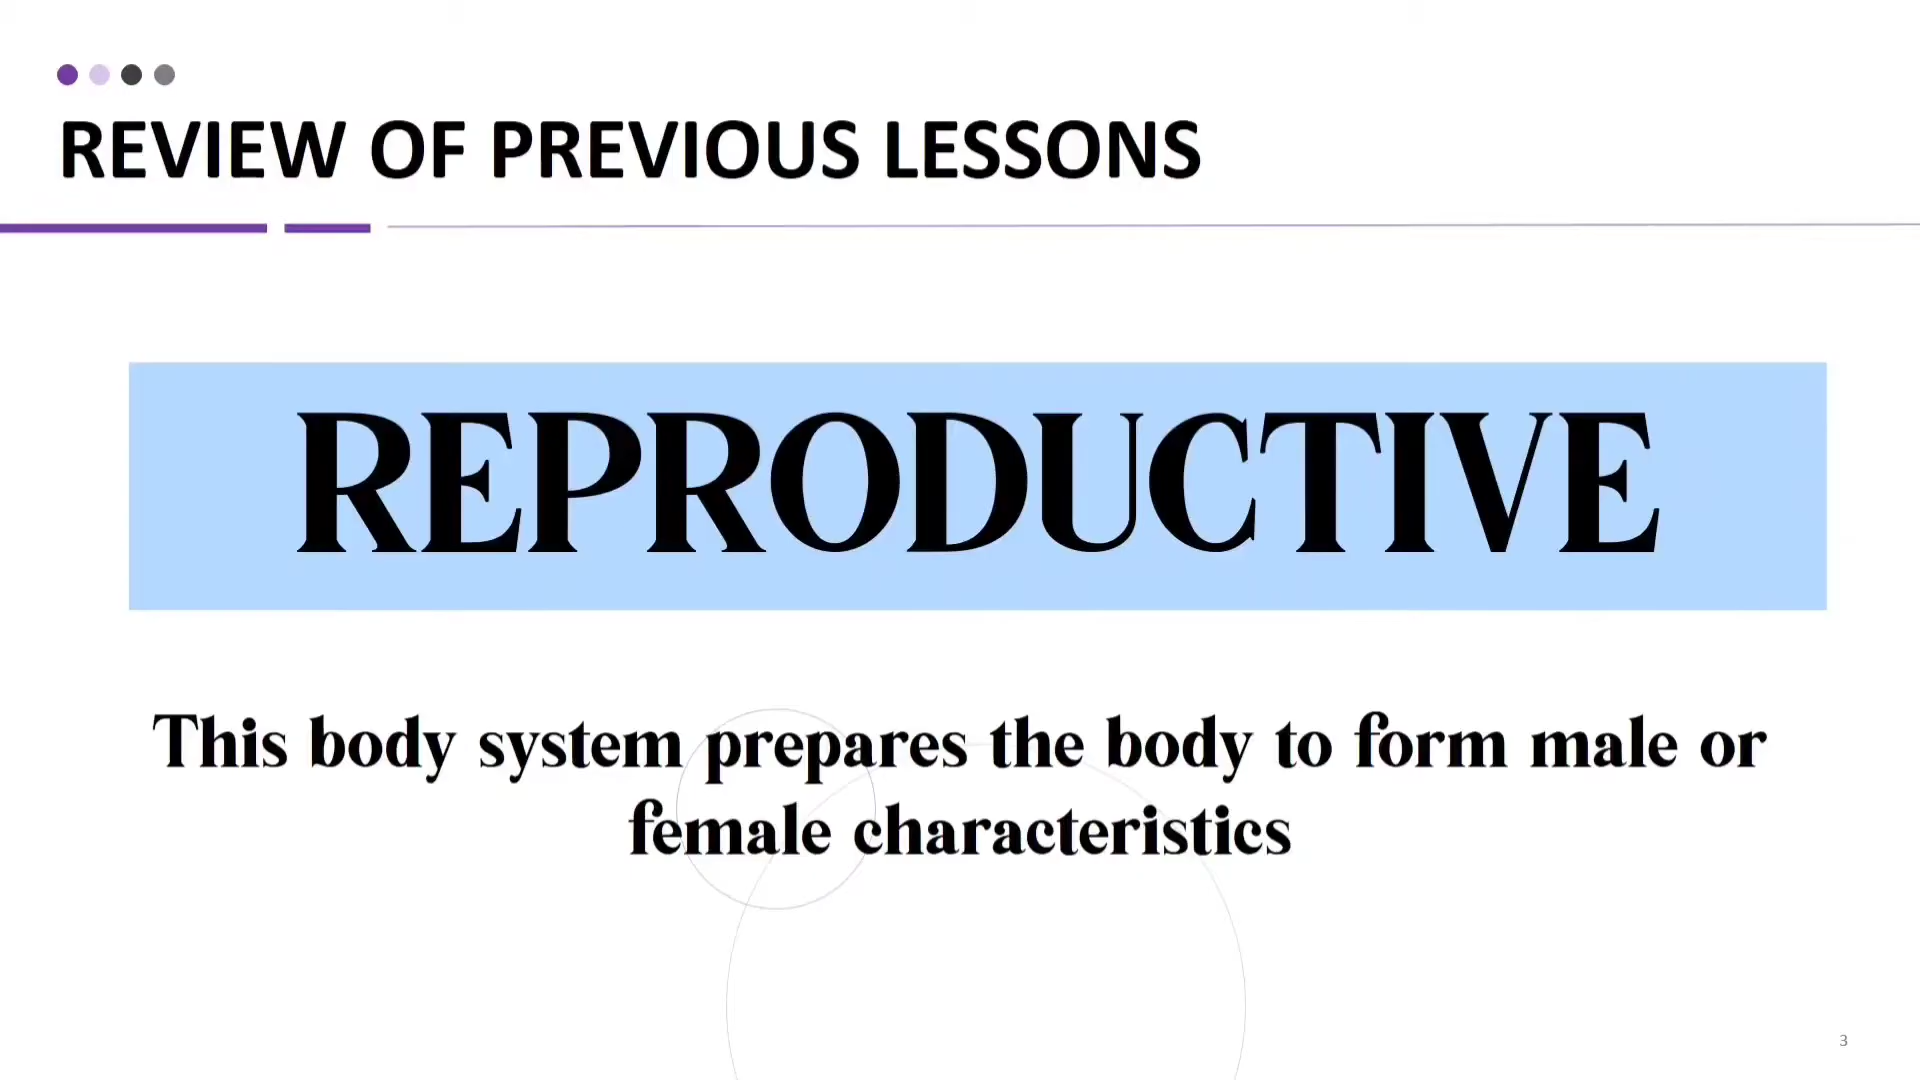 REVIEW OF PREVIOUS LESSONS
REPRODUCTIVE
This body system prepares the body to form male or
female characteristics
3